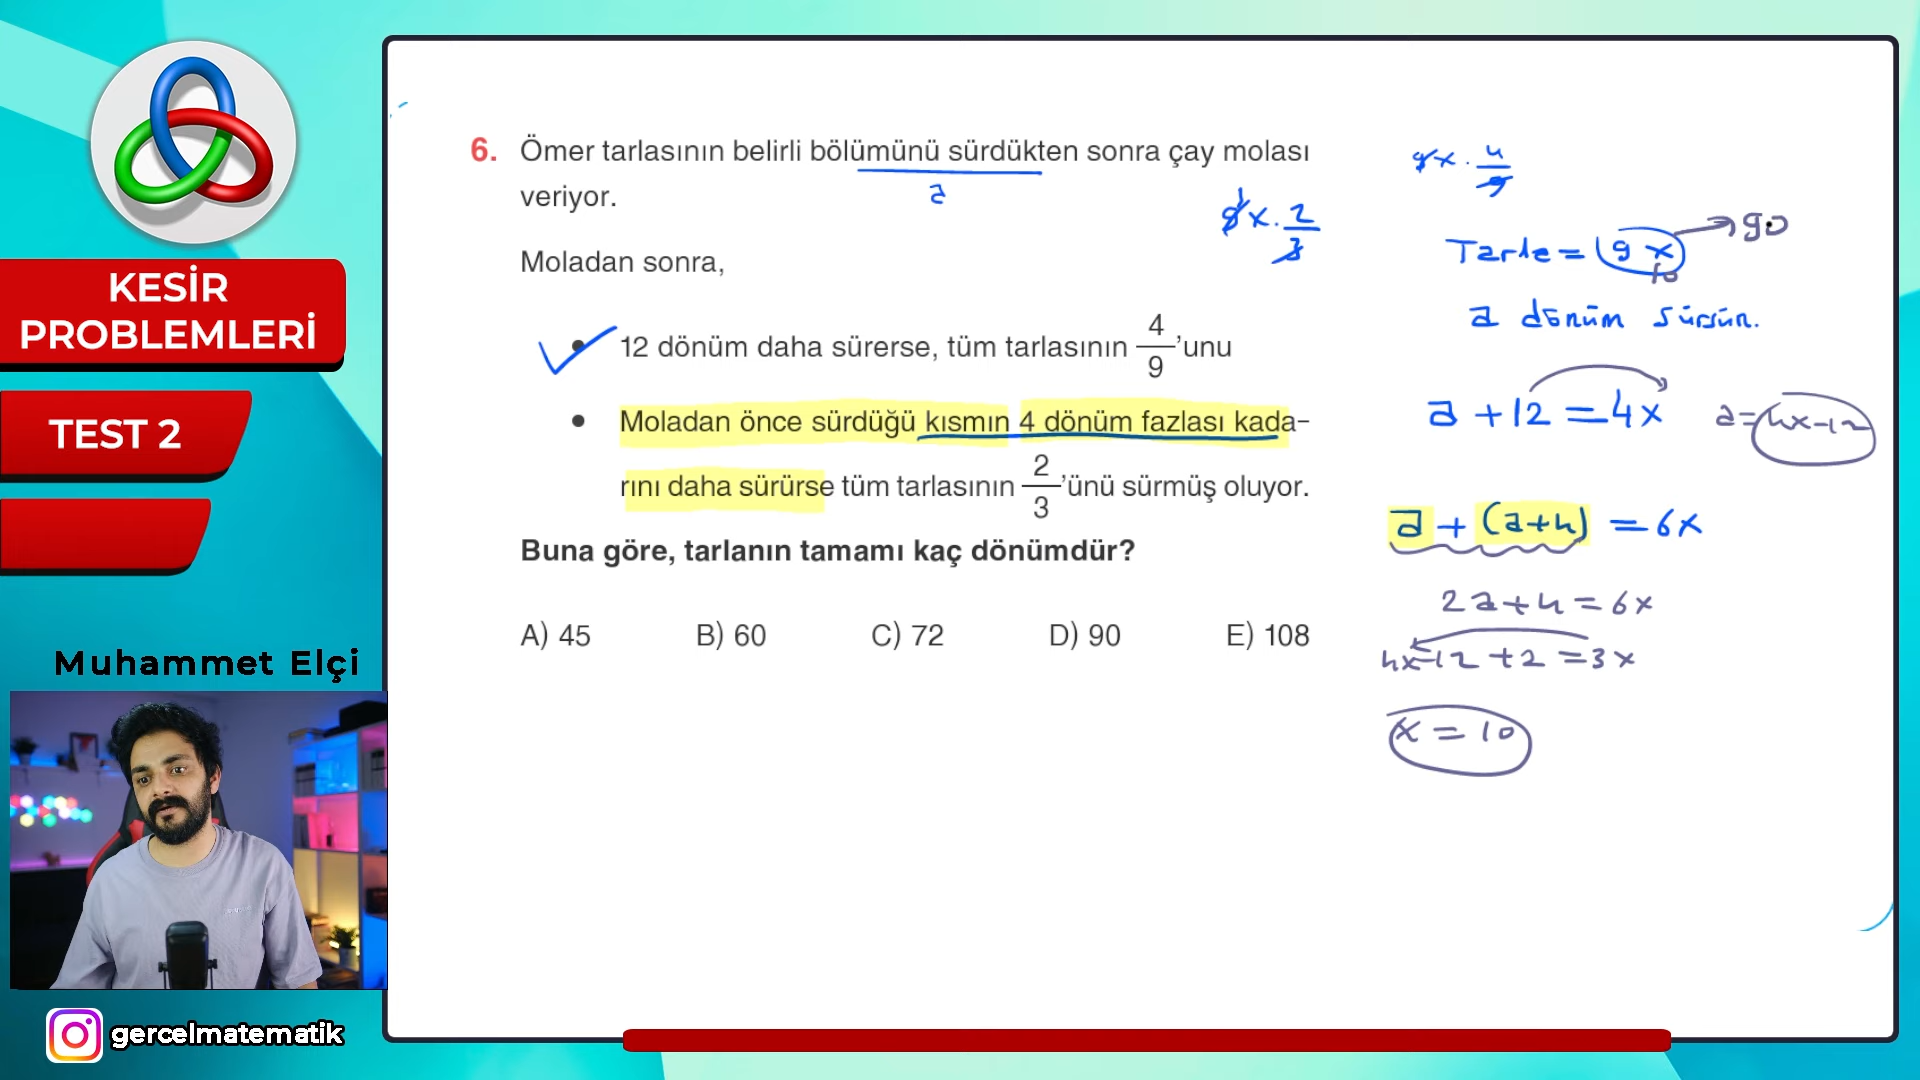 KESİR
PROBLEMLERİ
TEST 2
Muhammet Elçi
gercelmatematik
6. Ömer tarlasının belirli bölümünü sürdükten sonra çay molası
veriyor.
a
Moladan sonra,
• 12 dönüm daha sürerse, tüm tarlasının 4/9'unu
• Moladan önce sürdüğü kısmın 4 dönüm fazlası kada-
rını daha sürürse tüm tarlasının 2/3'ünü sürmüş oluyor.
Buna göre, tarlanın tamamı kaç dönümdür?
A) 45 B) 60 C) 72 D) 90 E) 108
9x . 4/9
9x . 2/3
Tarla = 9x → 90
10
a dönüm sürsün.
a + 12 = 4x
a = 4x-12
a + (a+4) = 6x
2a+4 = 6x
4x-12 +2 = 3x
x = 10